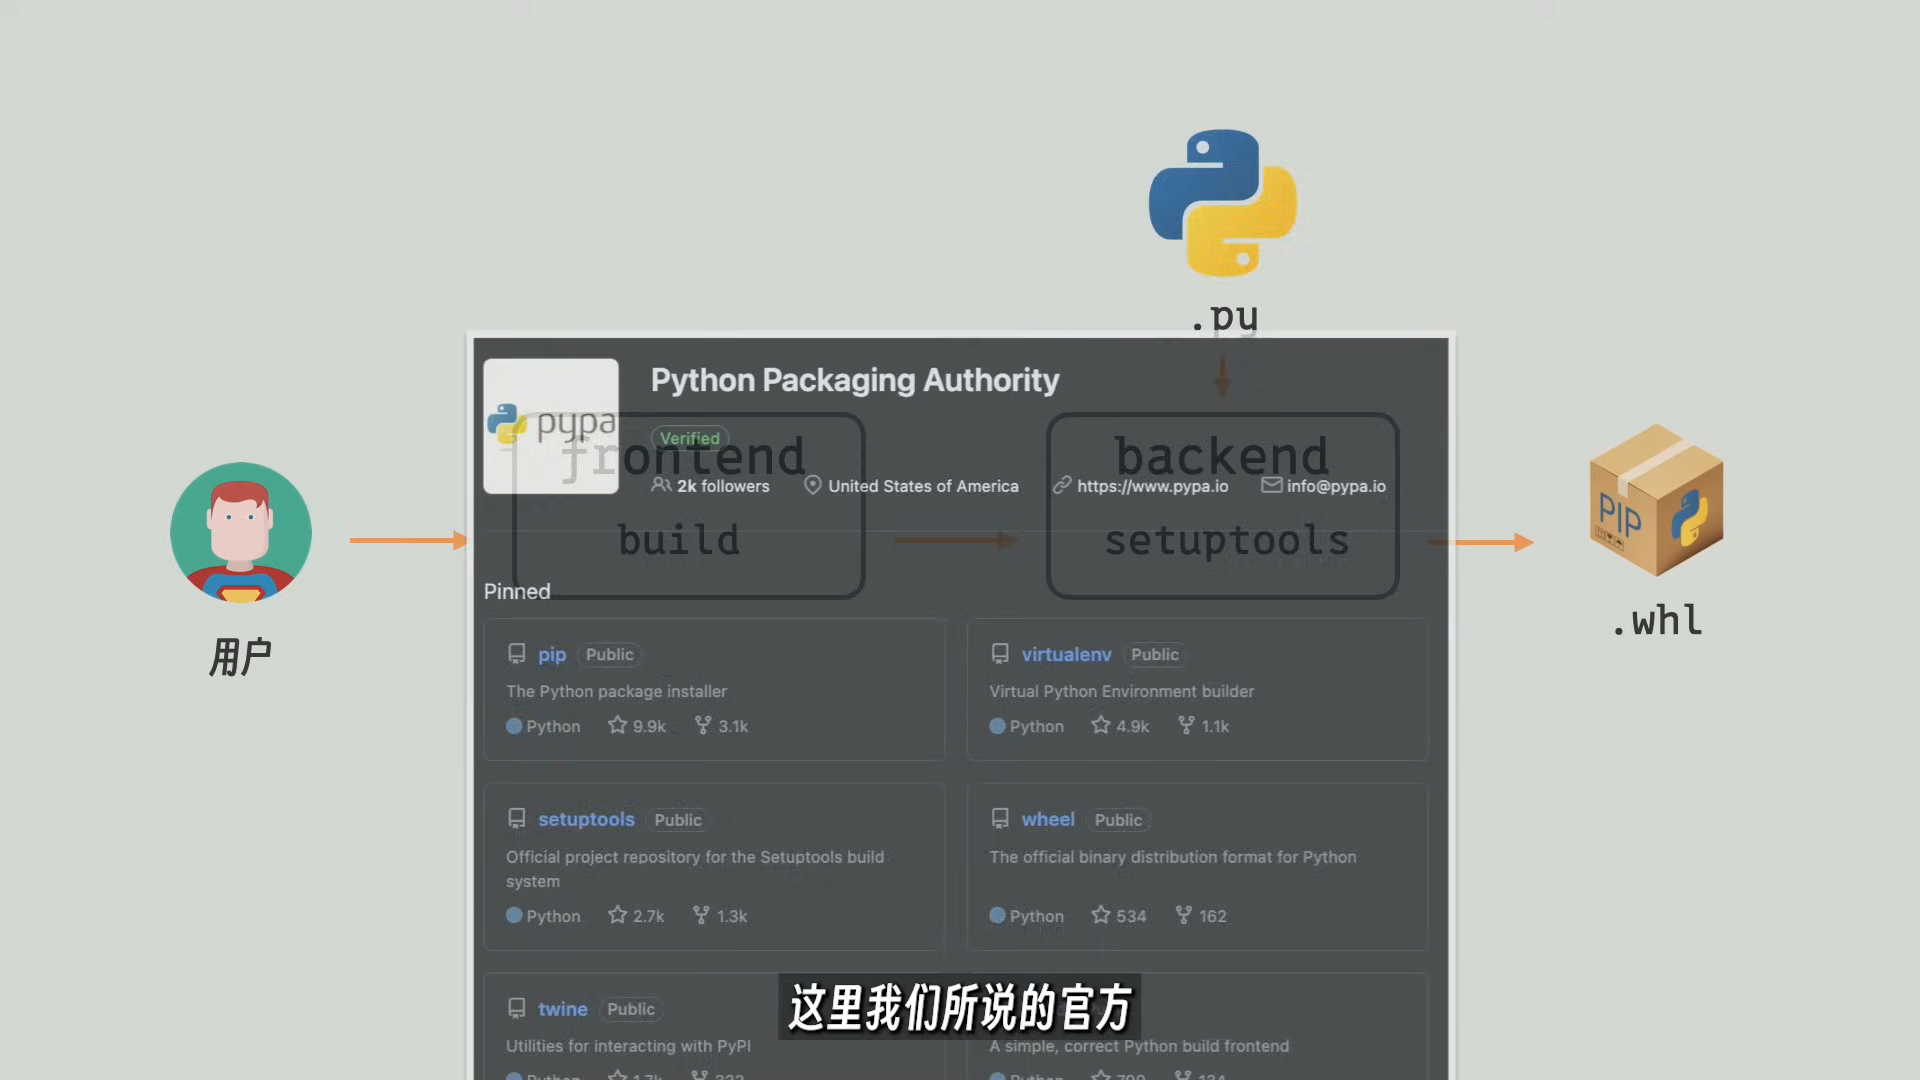 .py
Python Packaging Authority
pypa
Verified
frontend
backend
2k followers
United States of America
https://www.pypa.io
info@pypa.io
build
setuptools
PIP
.whl
用户
Pinned
pip Public
The Python package installer
Python 9.9k 3.1k
virtualenv Public
Virtual Python Environment builder
Python 4.9k 1.1k
setuptools Public
Official project repository for the Setuptools build
system
Python 2.7k 1.3k
wheel Public
The official binary distribution format for Python
Python 534 162
twine Public
Utilities for interacting with PyPI
A simple, correct Python build frontend
这里我们所说的官方